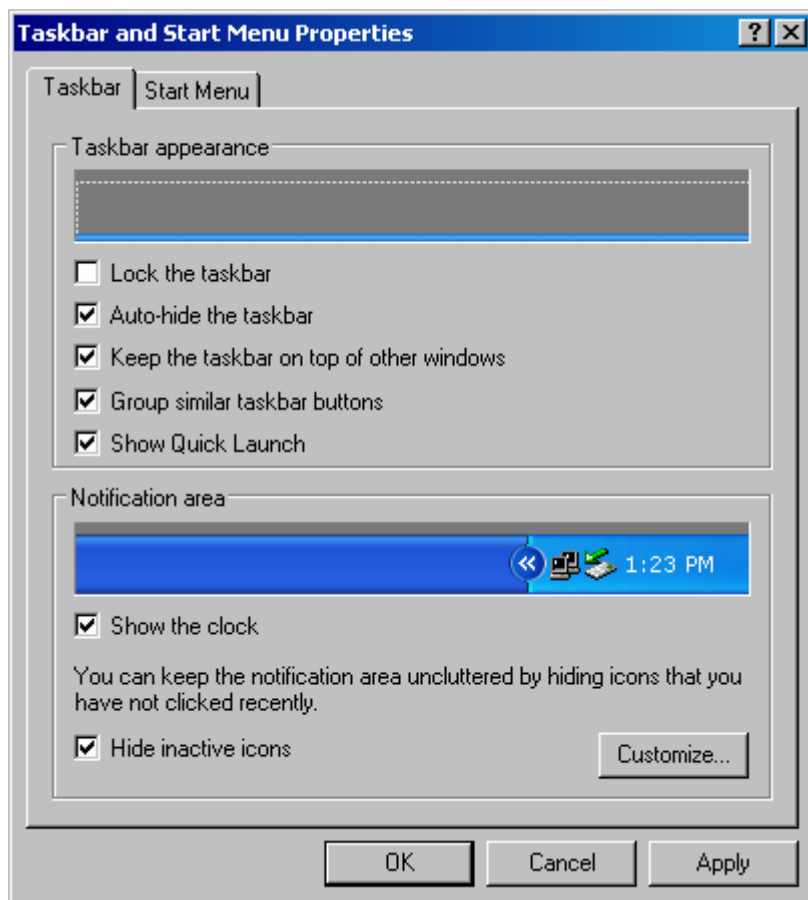 Taskbar and Start Menu Properties
Taskbar
Start Menu
Taskbar appearance
Lock the taskbar
Auto-hide the taskbar
Keep the taskbar on top of other windows
Group similar taskbar buttons
Show Quick Launch
Notification area
1:23 PM
Show the clock
You can keep the notification area uncluttered by hiding icons that you
have not clicked recently.
Hide inactive icons
Customize...
OK
Cancel
Apply